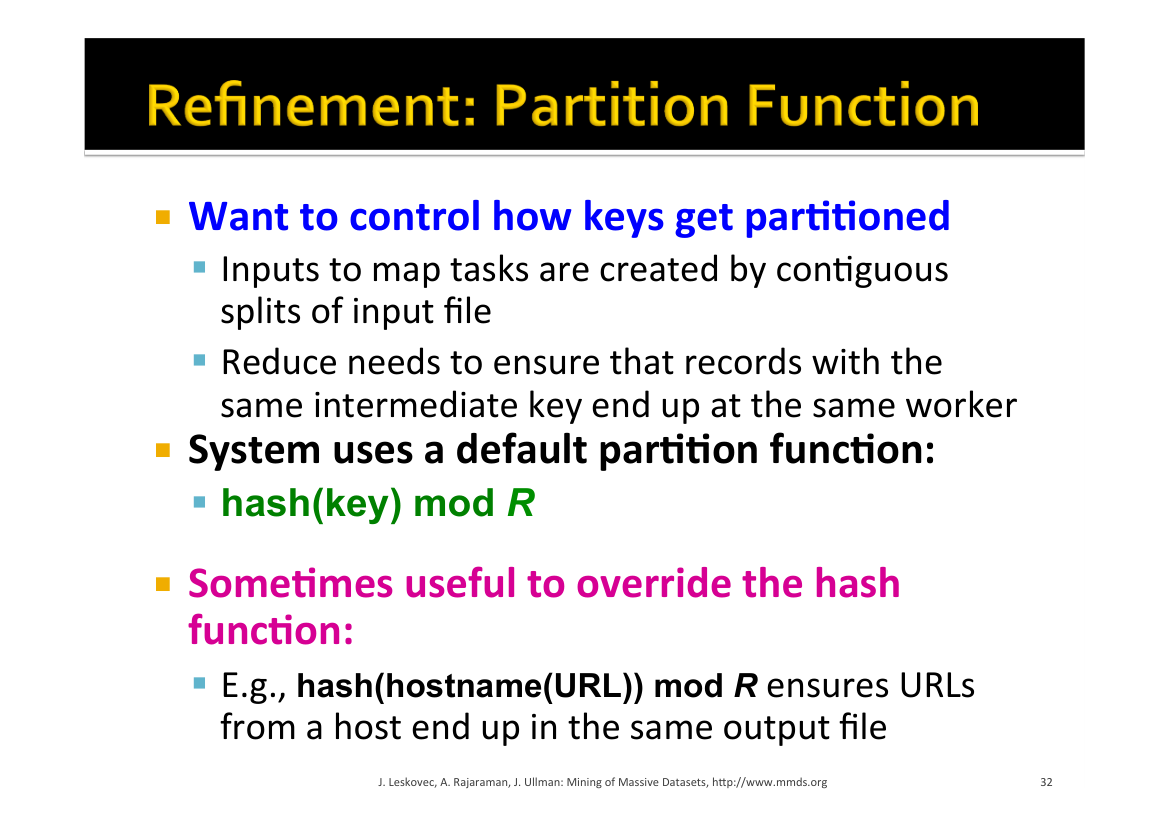 Refinement: Partition Function
Want to control how keys get partitioned
Inputs to map tasks are created by contiguous
splits of input file
Reduce needs to ensure that records with the
same intermediate key end up at the same worker
System uses a default partition function:
hash(key) mod R
Sometimes useful to override the hash
function:
E.g., hash(hostname(URL)) mod R ensures URLs
from a host end up in the same output file
J. Leskovec, A. Rajaraman, J. Ullman: Mining of Massive Datasets, http://www.mmds.org
32